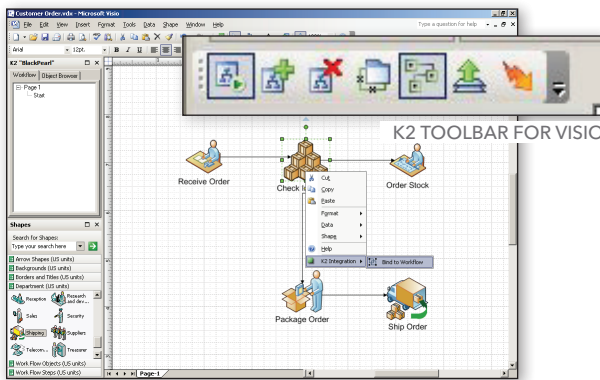 Customer Order.vdx - Microsoft Visio
File Edit View Insert Format Tools Data Shape Window Help
Type a question for help
Arial
12pt.
B I U
K2 "BlackPearl"
Workflow
Object Browser
Page 1
Start
K2 TOOLBAR FOR VISIO
Receive Order
Check
Order Stock
Cut
Copy
Paste
Format
Data
Shape
Help
K2 Integration
Bind to Workflow
Package Order
Ship Order
Shapes
Search for Shapes:
Type your search here
Arrow Shapes (US units)
Backgrounds (US units)
Borders and Titles (US units)
Department (US units)
Reception
Research and dev...
Sales
Security
Shipping
Suppliers
Telecom...
Treasurer
Work Flow Objects (US units)
Work Flow Steps (US units)
Page-1